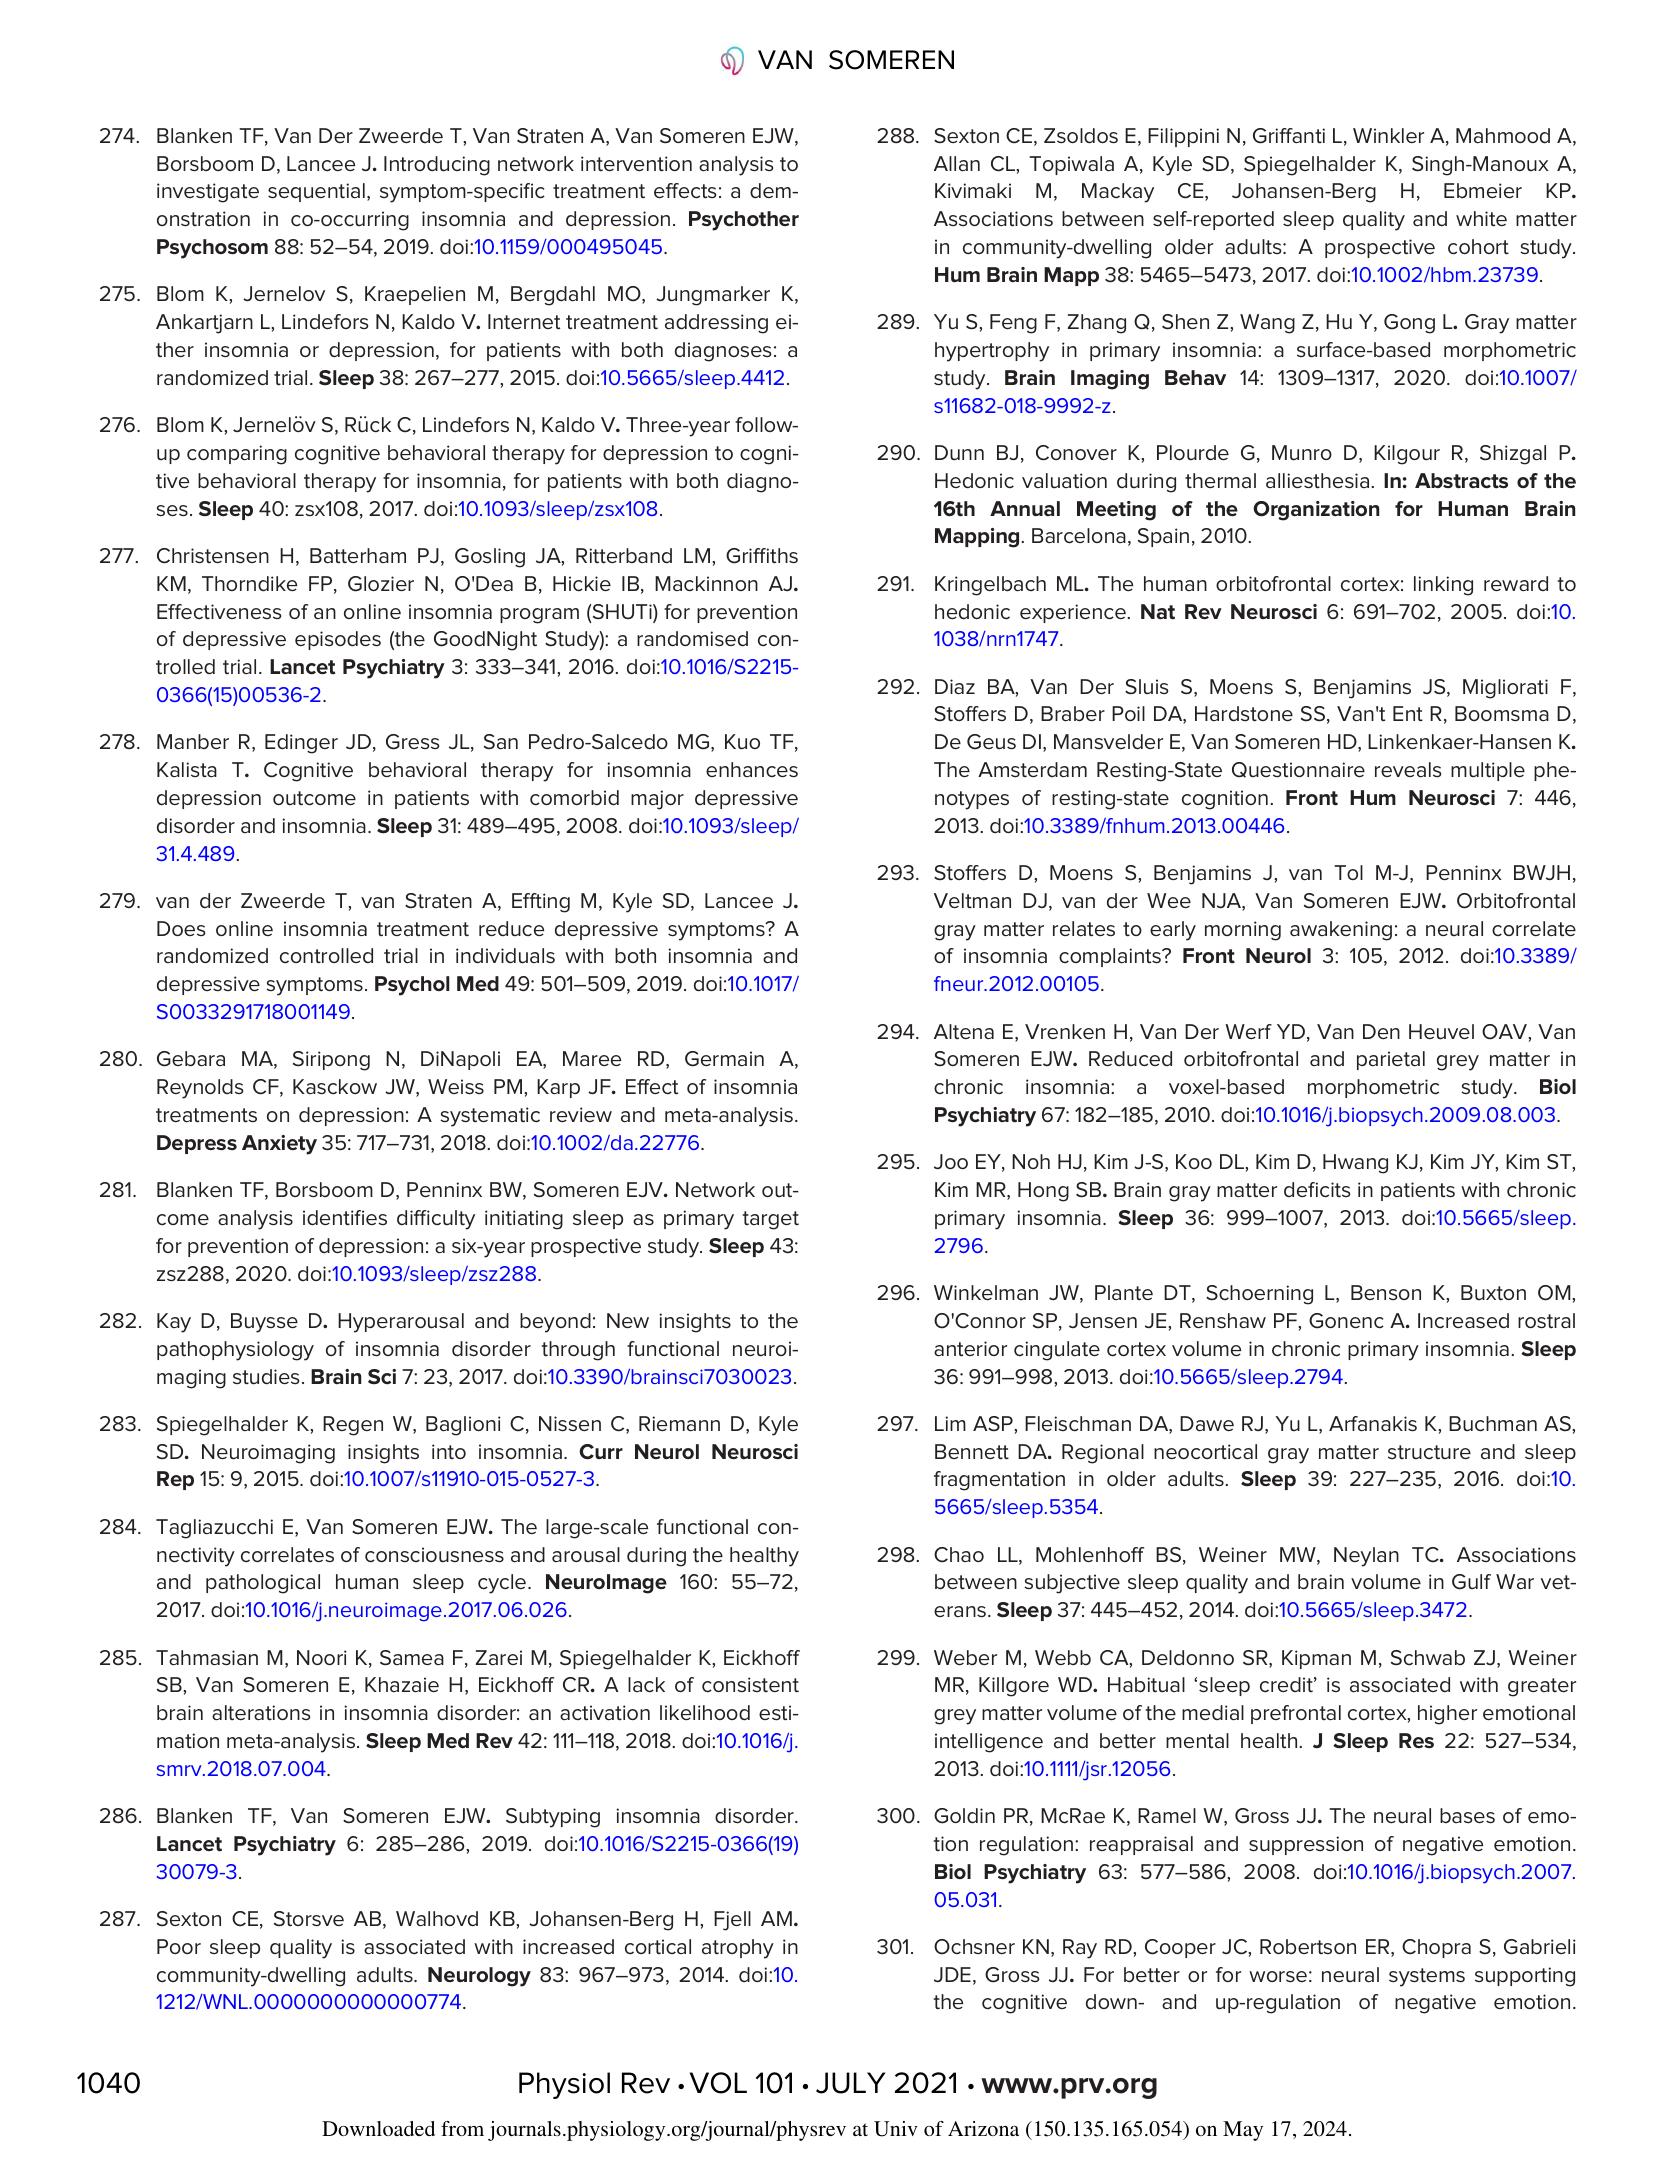 VAN SOMEREN
274. Blanken TF, Van Der Zweerde T, Van Straten A, Van Someren EJW,
Borsboom D, Lancee J. Introducing network intervention analysis to
investigate sequential, symptom-specific treatment effects: a dem-
onstration in co-occurring insomnia and depression. Psychother
Psychosom 88: 52–54, 2019. doi:10.1159/000495045.
275. Blom K, Jernelov S, Kraepelien M, Bergdahl MO, Jungmarker K,
Ankartjarn L, Lindefors N, Kaldo V. Internet treatment addressing ei-
ther insomnia or depression, for patients with both diagnoses: a
randomized trial. Sleep 38: 267–277, 2015. doi:10.5665/sleep.4412.
276. Blom K, Jernelöv S, Rück C, Lindefors N, Kaldo V. Three-year follow-
up comparing cognitive behavioral therapy for depression to cogni-
tive behavioral therapy for insomnia, for patients with both diagno-
ses. Sleep 40: zsx108, 2017. doi:10.1093/sleep/zsx108.
277. Christensen H, Batterham PJ, Gosling JA, Ritterband LM, Griffiths
KM, Thorndike FP, Glozier N, O'Dea B, Hickie IB, Mackinnon AJ.
Effectiveness of an online insomnia program (SHUTi) for prevention
of depressive episodes (the GoodNight Study): a randomised con-
trolled trial. Lancet Psychiatry 3: 333–341, 2016. doi:10.1016/S2215-
0366(15)00536-2.
278. Manber R, Edinger JD, Gress JL, San Pedro-Salcedo MG, Kuo TF,
Kalista T. Cognitive behavioral therapy for insomnia enhances
depression outcome in patients with comorbid major depressive
disorder and insomnia. Sleep 31: 489–495, 2008. doi:10.1093/sleep/
31.4.489.
279. van der Zweerde T, van Straten A, Effting M, Kyle SD, Lancee J.
Does online insomnia treatment reduce depressive symptoms? A
randomized controlled trial in individuals with both insomnia and
depressive symptoms. Psychol Med 49: 501–509, 2019. doi:10.1017/
S0033291718001149.
280. Gebara MA, Siripong N, DiNapoli EA, Maree RD, Germain A,
Reynolds CF, Kasckow JW, Weiss PM, Karp JF. Effect of insomnia
treatments on depression: A systematic review and meta-analysis.
Depress Anxiety 35: 717–731, 2018. doi:10.1002/da.22776.
281. Blanken TF, Borsboom D, Penninx BW, Someren EJV. Network out-
come analysis identifies difficulty initiating sleep as primary target
for prevention of depression: a six-year prospective study. Sleep 43:
zsz288, 2020. doi:10.1093/sleep/zsz288.
282. Kay D, Buysse D. Hyperarousal and beyond: New insights to the
pathophysiology of insomnia disorder through functional neuroi-
maging studies. Brain Sci 7: 23, 2017. doi:10.3390/brainsci7030023.
283. Spiegelhalder K, Regen W, Baglioni C, Nissen C, Riemann D, Kyle
SD. Neuroimaging insights into insomnia. Curr Neurol Neurosci
Rep 15: 9, 2015. doi:10.1007/s11910-015-0527-3.
284. Tagliazucchi E, Van Someren EJW. The large-scale functional con-
nectivity correlates of consciousness and arousal during the healthy
and pathological human sleep cycle. NeuroImage 160: 55–72,
2017. doi:10.1016/j.neuroimage.2017.06.026.
285. Tahmasian M, Noori K, Samea F, Zarei M, Spiegelhalder K, Eickhoff
SB, Van Someren E, Khazaie H, Eickhoff CR. A lack of consistent
brain alterations in insomnia disorder: an activation likelihood esti-
mation meta-analysis. Sleep Med Rev 42: 111–118, 2018. doi:10.1016/j.
smrv.2018.07.004.
286. Blanken TF, Van Someren EJW. Subtyping insomnia disorder.
Lancet Psychiatry 6: 285–286, 2019. doi:10.1016/S2215-0366(19)
30079-3.
287. Sexton CE, Storsve AB, Walhovd KB, Johansen-Berg H, Fjell AM.
Poor sleep quality is associated with increased cortical atrophy in
community-dwelling adults. Neurology 83: 967–973, 2014. doi:10.
1212/WNL.0000000000000774.
288. Sexton CE, Zsoldos E, Filippini N, Griffanti L, Winkler A, Mahmood A,
Allan CL, Topiwala A, Kyle SD, Spiegelhalder K, Singh-Manoux A,
Kivimaki M, Mackay CE, Johansen-Berg H, Ebmeier KP.
Associations between self-reported sleep quality and white matter
in community-dwelling older adults: A prospective cohort study.
Hum Brain Mapp 38: 5465–5473, 2017. doi:10.1002/hbm.23739.
289. Yu S, Feng F, Zhang Q, Shen Z, Wang Z, Hu Y, Gong L. Gray matter
hypertrophy in primary insomnia: a surface-based morphometric
study. Brain Imaging Behav 14: 1309–1317, 2020. doi:10.1007/
s11682-018-9992-z.
290. Dunn BJ, Conover K, Plourde G, Munro D, Kilgour R, Shizgal P.
Hedonic valuation during thermal alliesthesia. In: Abstracts of the
16th Annual Meeting of the Organization for Human Brain
Mapping. Barcelona, Spain, 2010.
291. Kringelbach ML. The human orbitofrontal cortex: linking reward to
hedonic experience. Nat Rev Neurosci 6: 691–702, 2005. doi:10.
1038/nrn1747.
292. Diaz BA, Van Der Sluis S, Moens S, Benjamins JS, Migliorati F,
Stoffers D, Braber Poil DA, Hardstone SS, Van't Ent R, Boomsma D,
De Geus DI, Mansvelder E, Van Someren HD, Linkenkaer-Hansen K.
The Amsterdam Resting-State Questionnaire reveals multiple phe-
notypes of resting-state cognition. Front Hum Neurosci 7: 446,
2013. doi:10.3389/fnhum.2013.00446.
293. Stoffers D, Moens S, Benjamins J, van Tol M-J, Penninx BWJH,
Veltman DJ, van der Wee NJA, Van Someren EJW. Orbitofrontal
gray matter relates to early morning awakening: a neural correlate
of insomnia complaints? Front Neurol 3: 105, 2012. doi:10.3389/
fneur.2012.00105.
294. Altena E, Vrenken H, Van Der Werf YD, Van Den Heuvel OAV, Van
Someren EJW. Reduced orbitofrontal and parietal grey matter in
chronic insomnia: a voxel-based morphometric study. Biol
Psychiatry 67: 182–185, 2010. doi:10.1016/j.biopsych.2009.08.003.
295. Joo EY, Noh HJ, Kim J-S, Koo DL, Kim D, Hwang KJ, Kim JY, Kim ST,
Kim MR, Hong SB. Brain gray matter deficits in patients with chronic
primary insomnia. Sleep 36: 999–1007, 2013. doi:10.5665/sleep.
2796.
296. Winkelman JW, Plante DT, Schoerning L, Benson K, Buxton OM,
O'Connor SP, Jensen JE, Renshaw PF, Gonenc A. Increased rostral
anterior cingulate cortex volume in chronic primary insomnia. Sleep
36: 991–998, 2013. doi:10.5665/sleep.2794.
297. Lim ASP, Fleischman DA, Dawe RJ, Yu L, Arfanakis K, Buchman AS,
Bennett DA. Regional neocortical gray matter structure and sleep
fragmentation in older adults. Sleep 39: 227–235, 2016. doi:10.
5665/sleep.5354.
298. Chao LL, Mohlenhoff BS, Weiner MW, Neylan TC. Associations
between subjective sleep quality and brain volume in Gulf War vet-
erans. Sleep 37: 445–452, 2014. doi:10.5665/sleep.3472.
299. Weber M, Webb CA, Deldonno SR, Kipman M, Schwab ZJ, Weiner
MR, Killgore WD. Habitual ‘sleep credit’ is associated with greater
grey matter volume of the medial prefrontal cortex, higher emotional
intelligence and better mental health. J Sleep Res 22: 527–534,
2013. doi:10.1111/jsr.12056.
300. Goldin PR, McRae K, Ramel W, Gross JJ. The neural bases of emo-
tion regulation: reappraisal and suppression of negative emotion.
Biol Psychiatry 63: 577–586, 2008. doi:10.1016/j.biopsych.2007.
05.031.
301. Ochsner KN, Ray RD, Cooper JC, Robertson ER, Chopra S, Gabrieli
JDE, Gross JJ. For better or for worse: neural systems supporting
the cognitive down- and up-regulation of negative emotion.
1040 Physiol Rev • VOL 101 • JULY 2021 • www.prv.org
Downloaded from journals.physiology.org/journal/physrev at Univ of Arizona (150.135.165.054) on May 17, 2024.